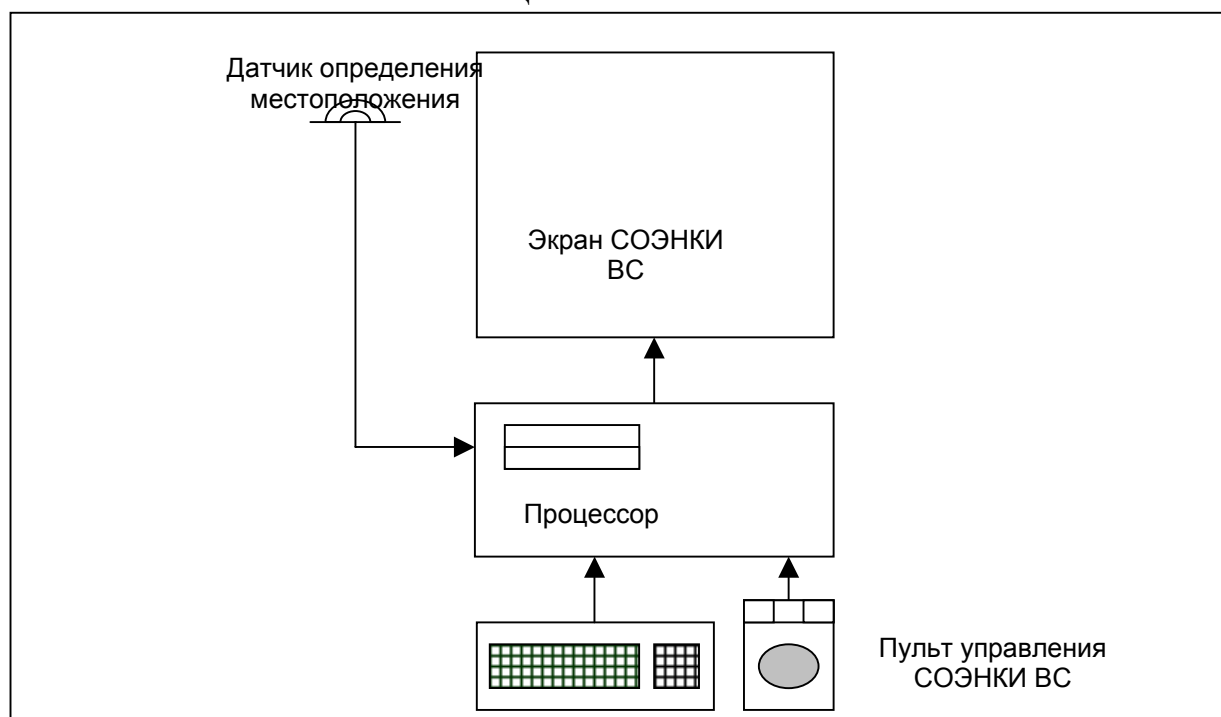 Датчик определения
местоположения
Экран СОЭНКИ
ВС
Процессор
Пульт управления
СОЭНКИ ВС